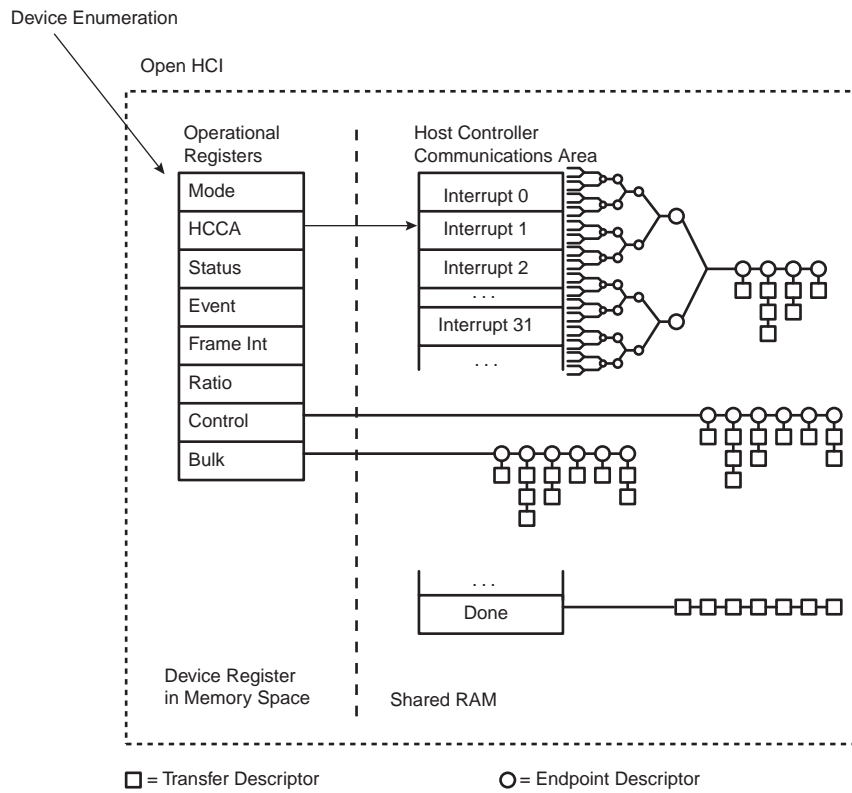 Device Enumeration
Open HCI
Operational
Registers
Mode
HCCA
Status
Event
Frame Int
Ratio
Control
Bulk
Host Controller
Communications Area
Interrupt 0
Interrupt 1
Interrupt 2
. . .
Interrupt 31
. . .
. . .
Done
Device Register
in Memory Space
Shared RAM
= Transfer Descriptor
= Endpoint Descriptor